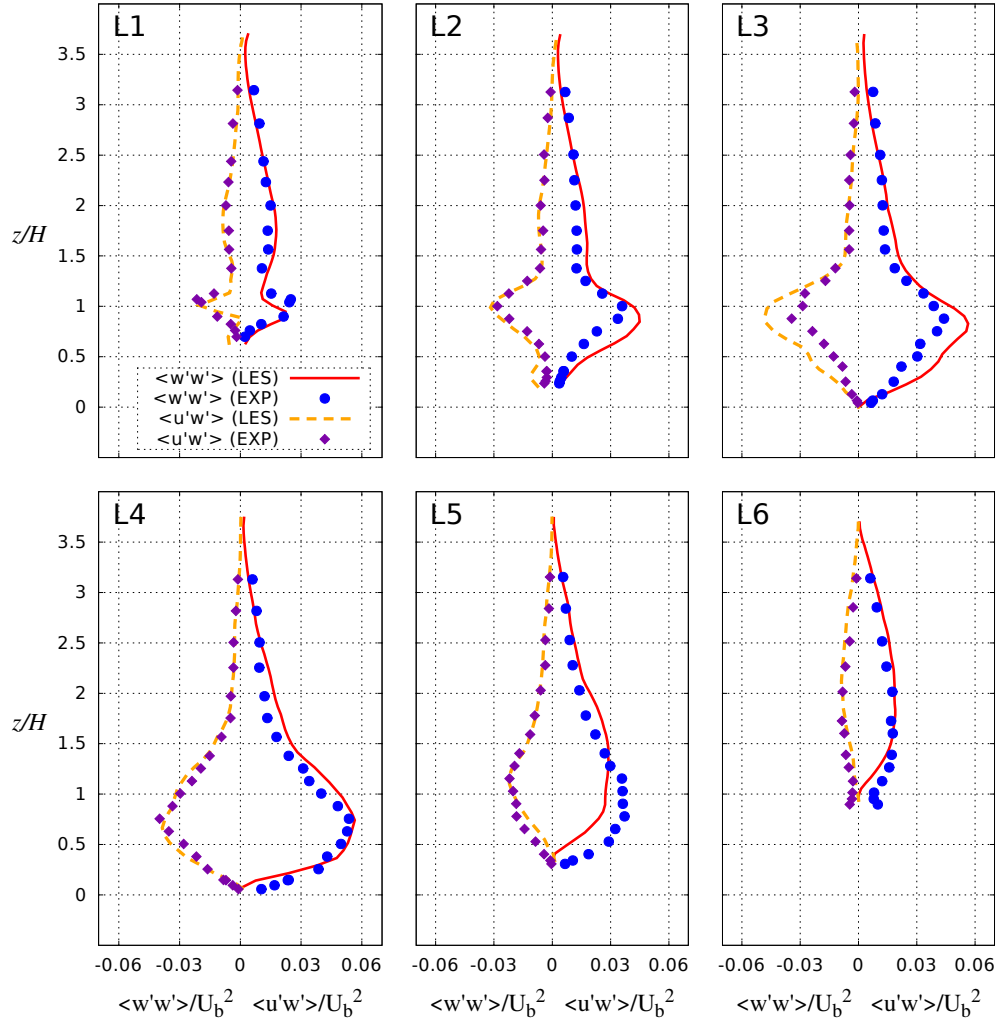 L1 L2 L3
3.5
3
2.5
z/H 2
1.5
1
0.5
0
<w'w'> (LES)
<w'w'> (EXP)
<u'w'> (LES)
<u'w'> (EXP)
L4 L5 L6
3.5
3
2.5
z/H 2
1.5
1
0.5
0
-0.06 -0.03 0 0.03 0.06 -0.06 -0.03 0 0.03 0.06 -0.06 -0.03 0 0.03 0.06
<w'w'>/U_b^2 <u'w'>/U_b^2 <w'w'>/U_b^2 <u'w'>/U_b^2 <w'w'>/U_b^2 <u'w'>/U_b^2